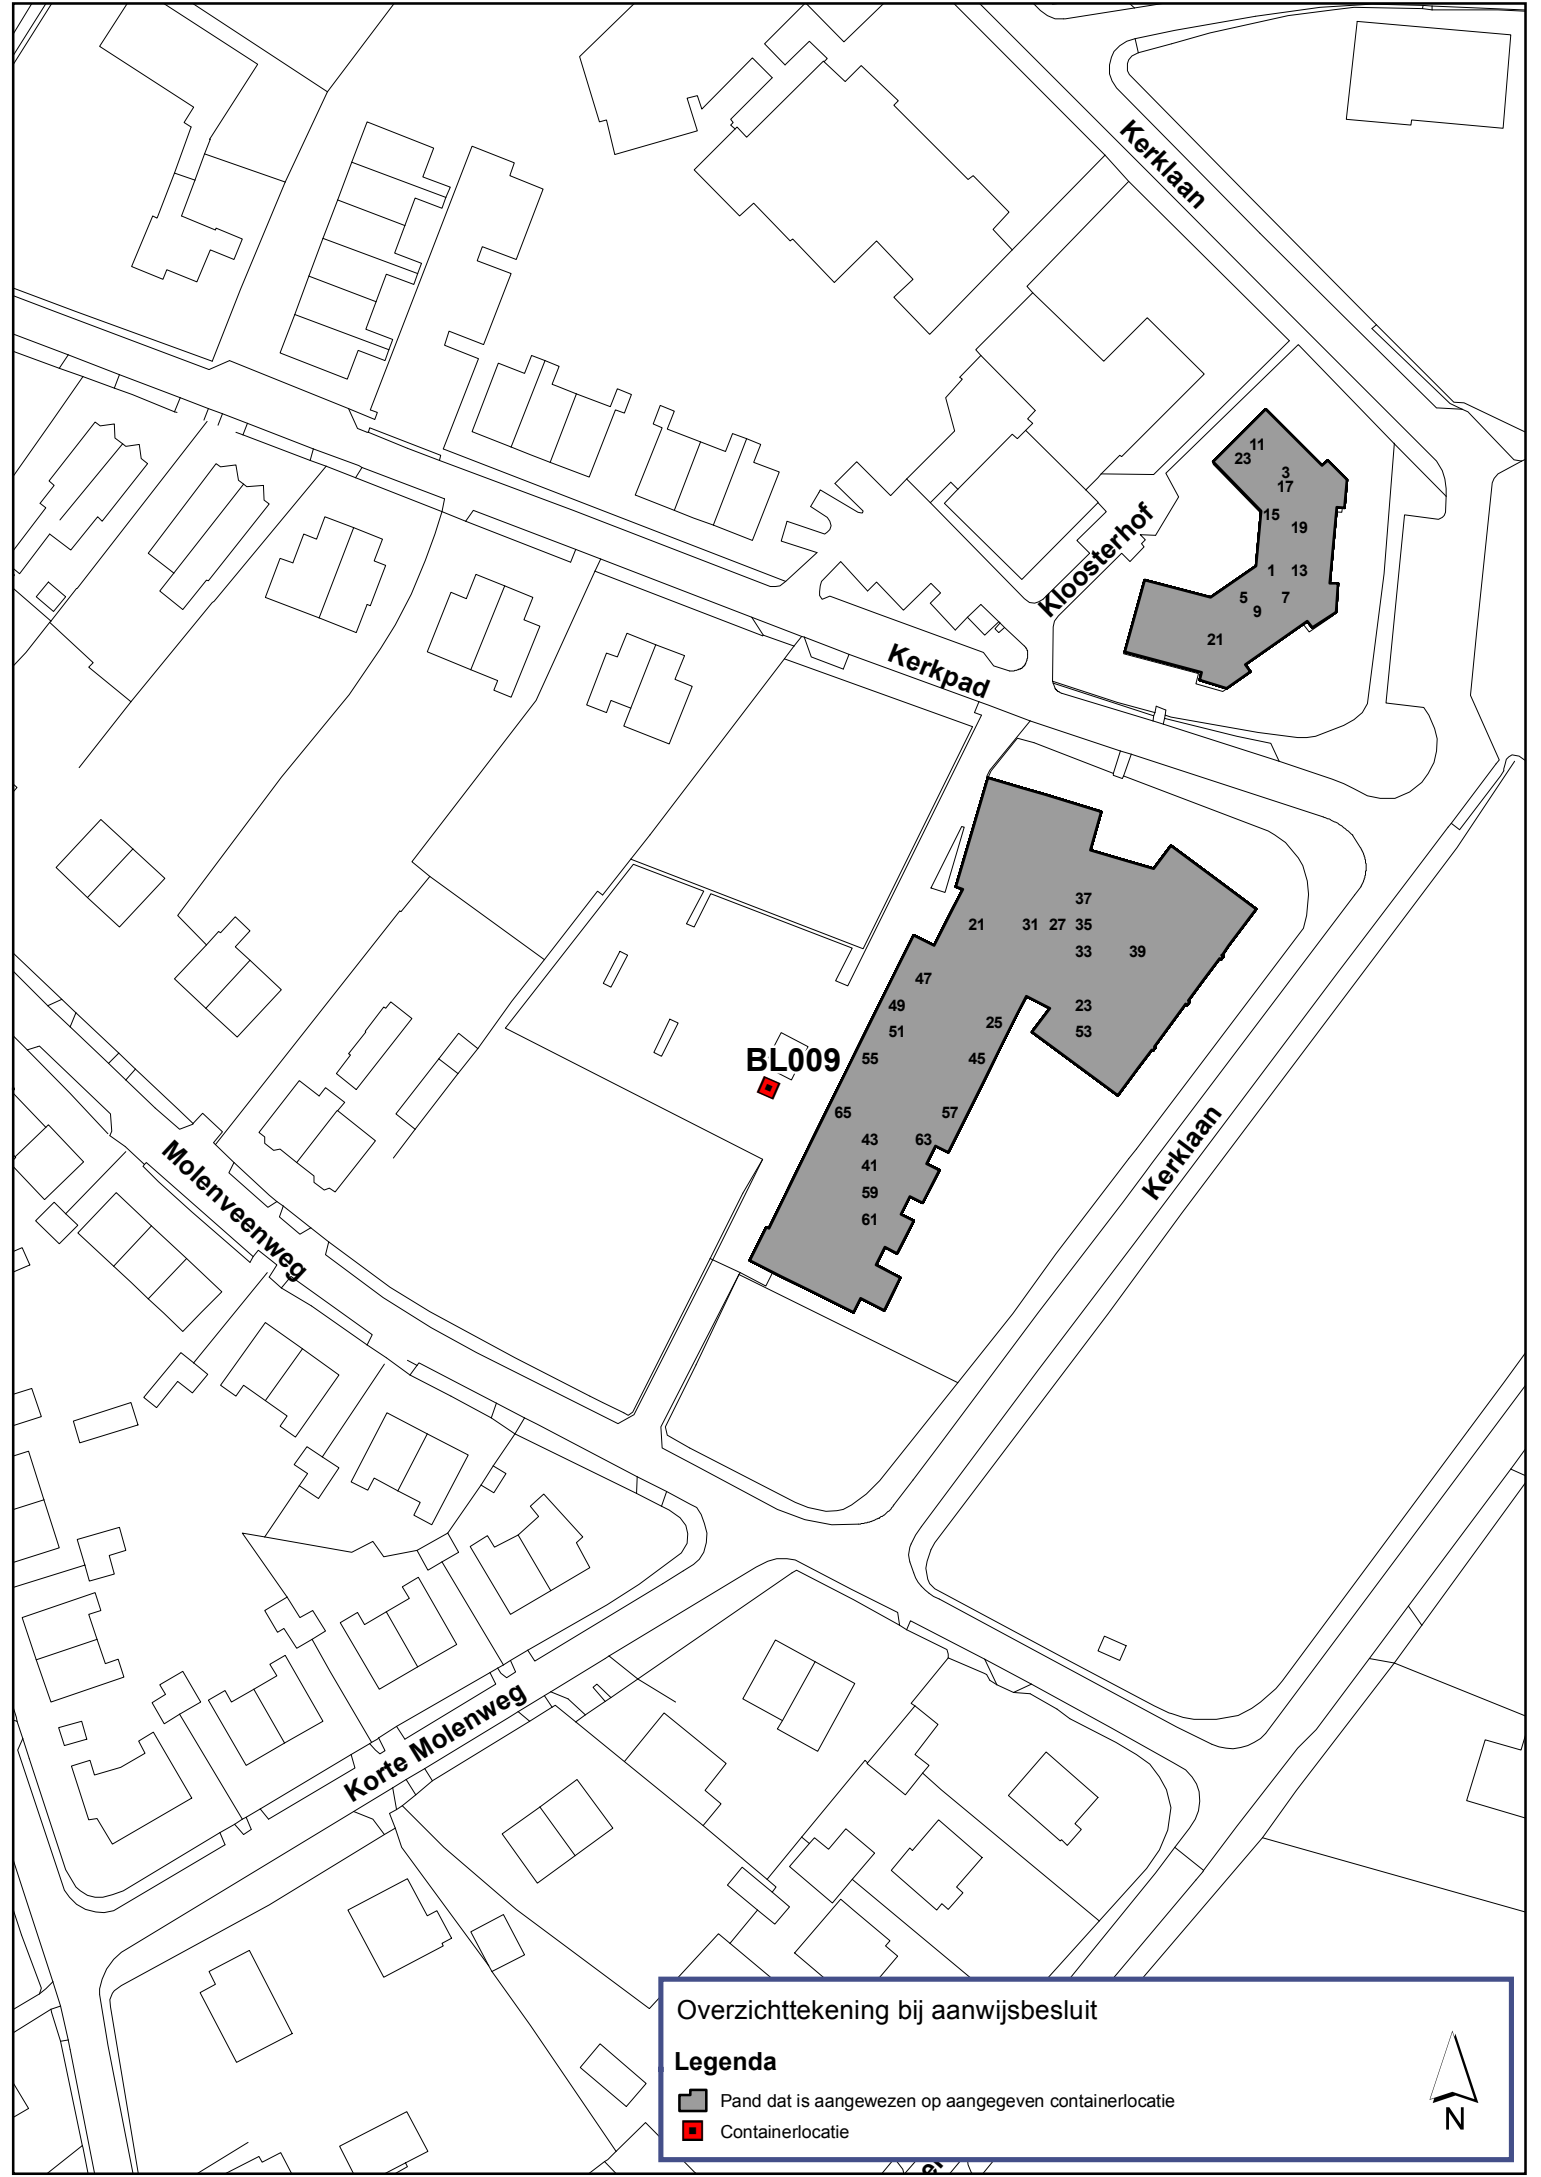 Kerklaan
11
23
3
17
15
19
Kloosterhof
1
13
5
7
9
21
Kerkpad
37
21
31
27
35
33
39
47
49
23
25
51
53
BL009
55
45
65
57
43
63
41
59
61
Kerklaan
Molenveenweg
Korte Molenweg
Overzichttekening bij aanwijsbesluit
Legenda
Pand dat is aangewezen op aangegeven containerlocatie
Containerlocatie
N